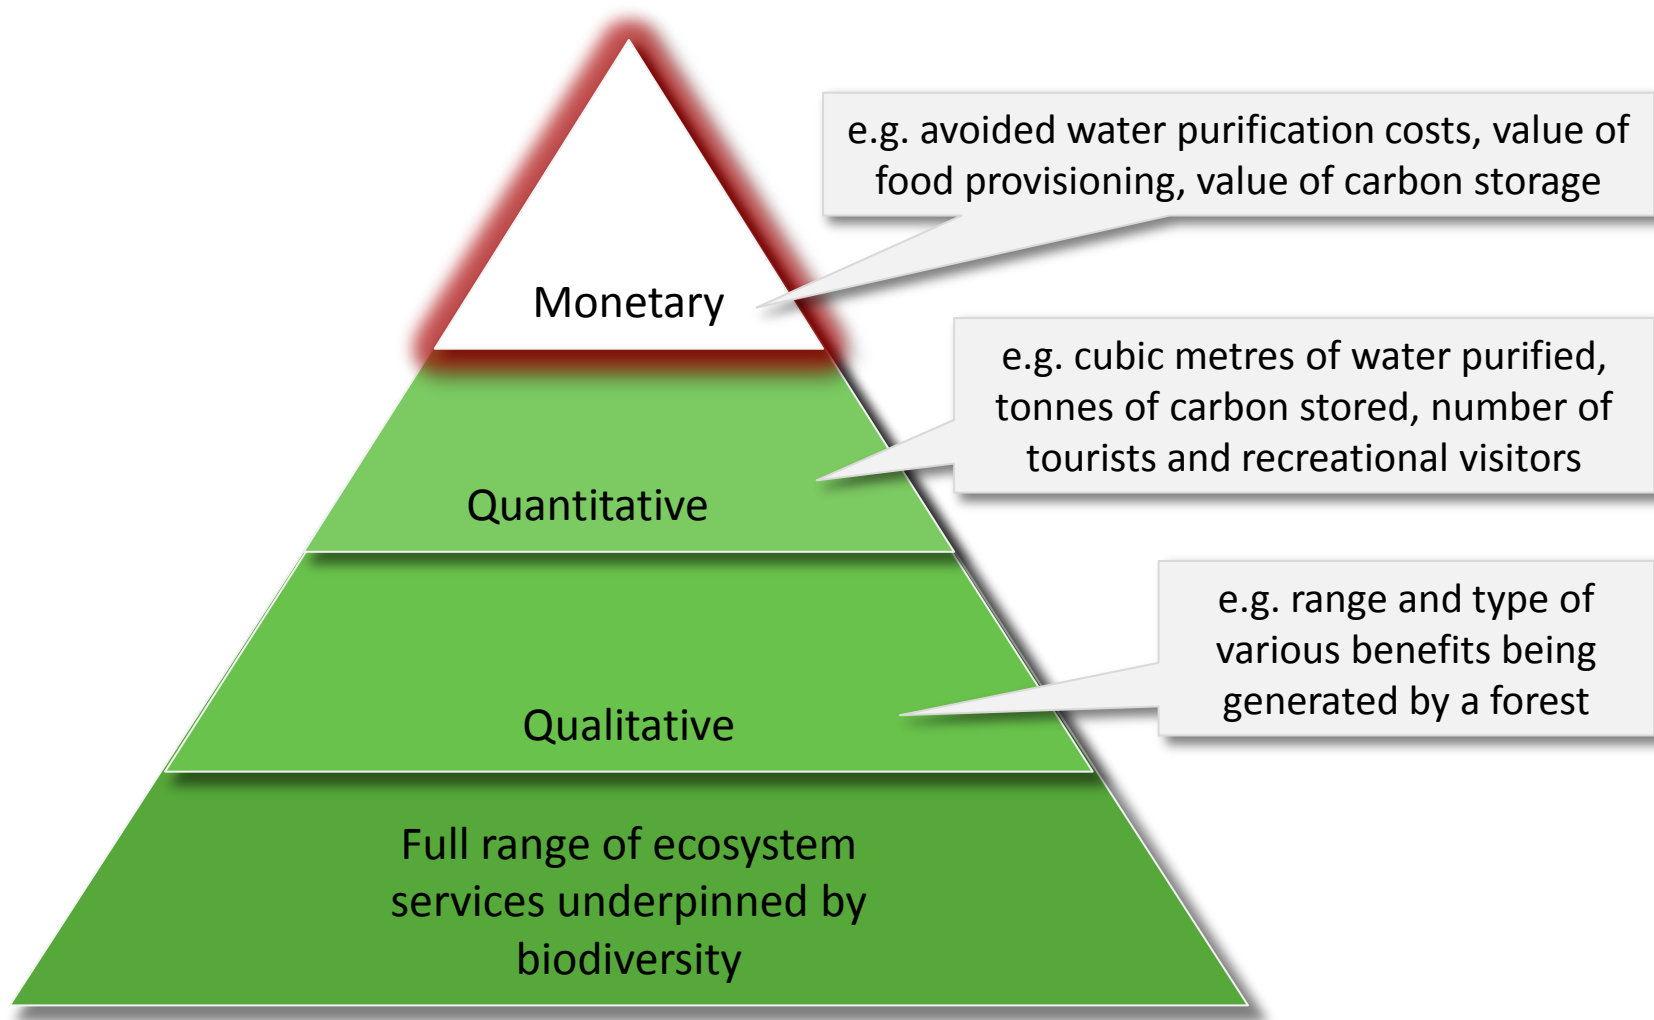 e.g. avoided water purification costs, value of
food provisioning, value of carbon storage
Monetary
e.g. cubic metres of water purified,
tonnes of carbon stored, number of
tourists and recreational visitors
Quantitative
e.g. range and type of
various benefits being
generated by a forest
Qualitative
Full range of ecosystem
services underpinned by
biodiversity